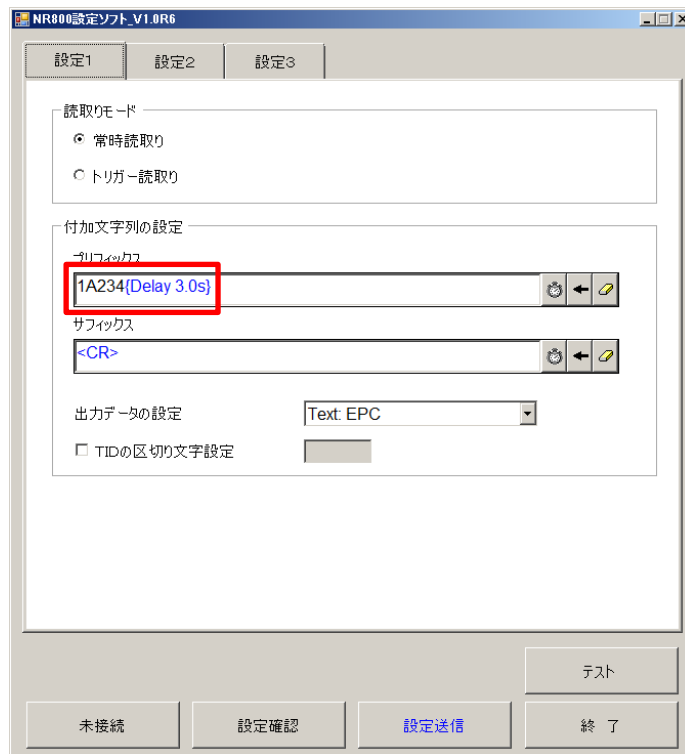 NR800設定ソフト_V1.0R6
設定1 設定2 設定3
読取りモード
常時読取り
トリガー読取り
付加文字列の設定
プリフィックス
1A234{Delay 3.0s}
サフィックス
<CR>
出力データの設定 Text: EPC
TIDの区切り文字設定
テスト
未接続 設定確認 設定送信 終 了